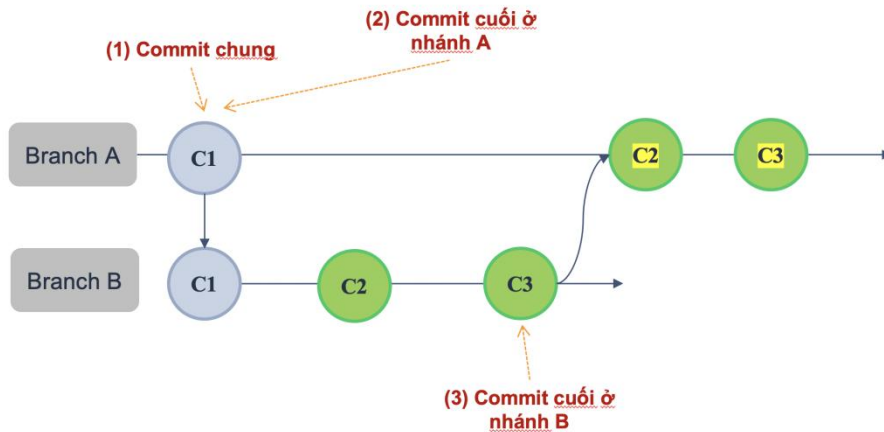 (2) Commit cuối ở
nhánh A
(1) Commit chung
Branch A
C1
C2
C3
Branch B
C1
C2
C3
(3) Commit cuối ở
nhánh B